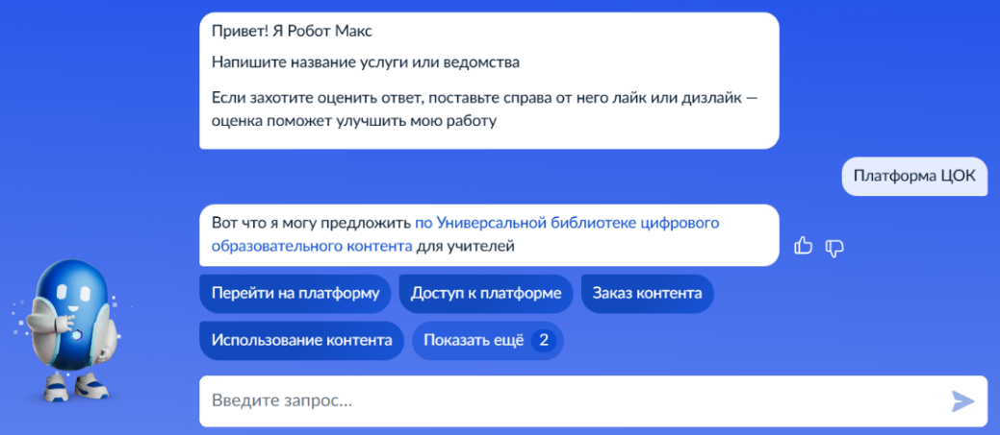 Привет! Я Робот Макс
Напишите название услуги или ведомства
Если захотите оценить ответ, поставьте справа от него лайк или дизлайк —
оценка поможет улучшить мою работу
Платформа ЦОК
Вот что я могу предложить по Универсальной библиотеке цифрового
образовательного контента для учителей
Перейти на платформу
Доступ к платформе
Заказ контента
Использование контента
Показать ещё 2
Введите запрос...